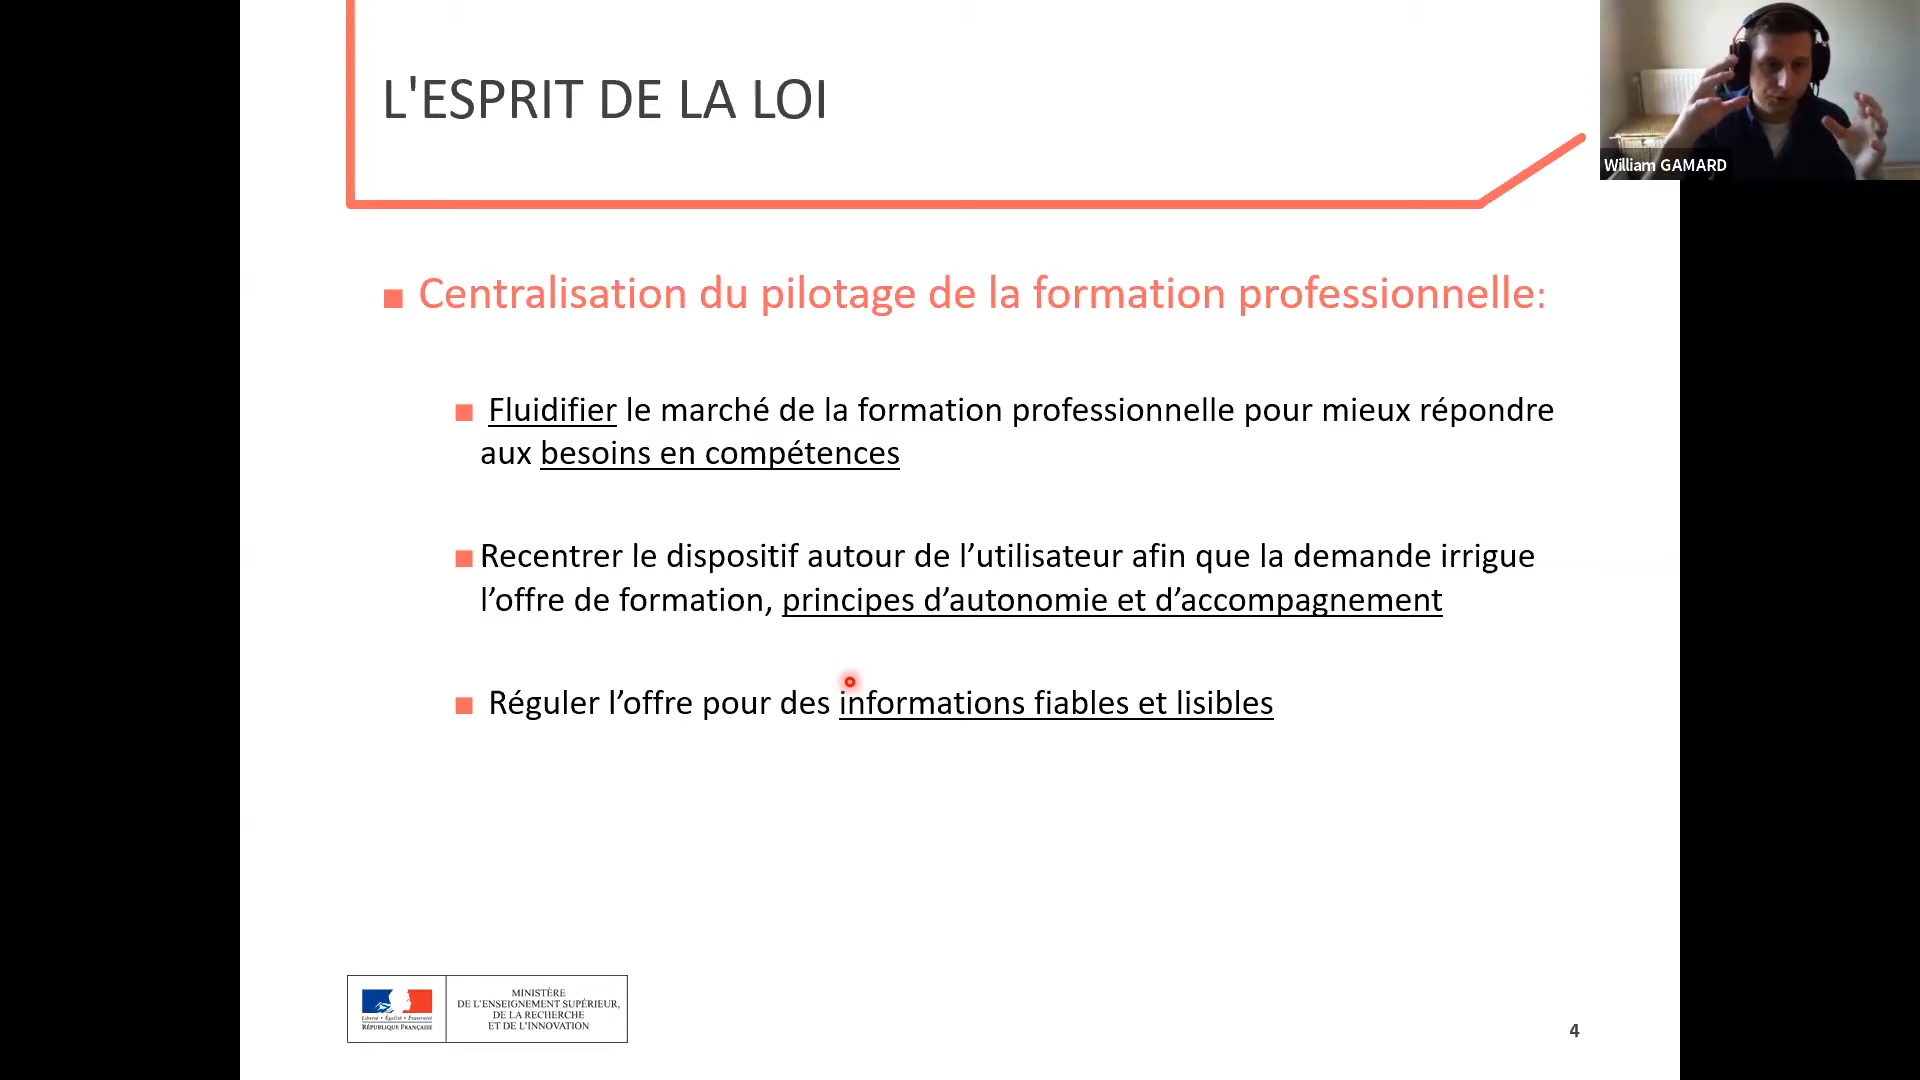 L'ESPRIT DE LA LOI
William GAMARD
■ Centralisation du pilotage de la formation professionnelle:
■ Fluidifier le marché de la formation professionnelle pour mieux répondre
aux besoins en compétences
■ Recentrer le dispositif autour de l’utilisateur afin que la demande irrigue
l’offre de formation, principes d’autonomie et d’accompagnement
■ Réguler l’offre pour des informations fiables et lisibles
Liberté • Égalité • Fraternité
RÉPUBLIQUE FRANÇAISE
MINISTÈRE
DE L’ENSEIGNEMENT SUPÉRIEUR,
DE LA RECHERCHE
ET DE L’INNOVATION
4